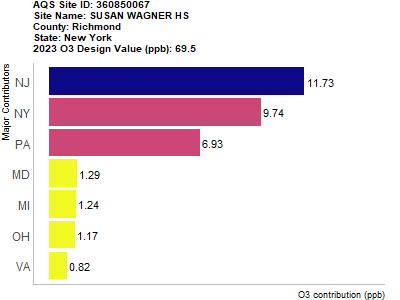 AQS Site ID: 360850067
Site Name: SUSAN WAGNER HS
County: Richmond
State: New York
2023 O3 Design Value (ppb): 69.5
Major Contributors
NJ 11.73
NY 9.74
PA 6.93
MD 1.29
MI 1.24
OH 1.17
VA 0.82
O3 contribution (ppb)